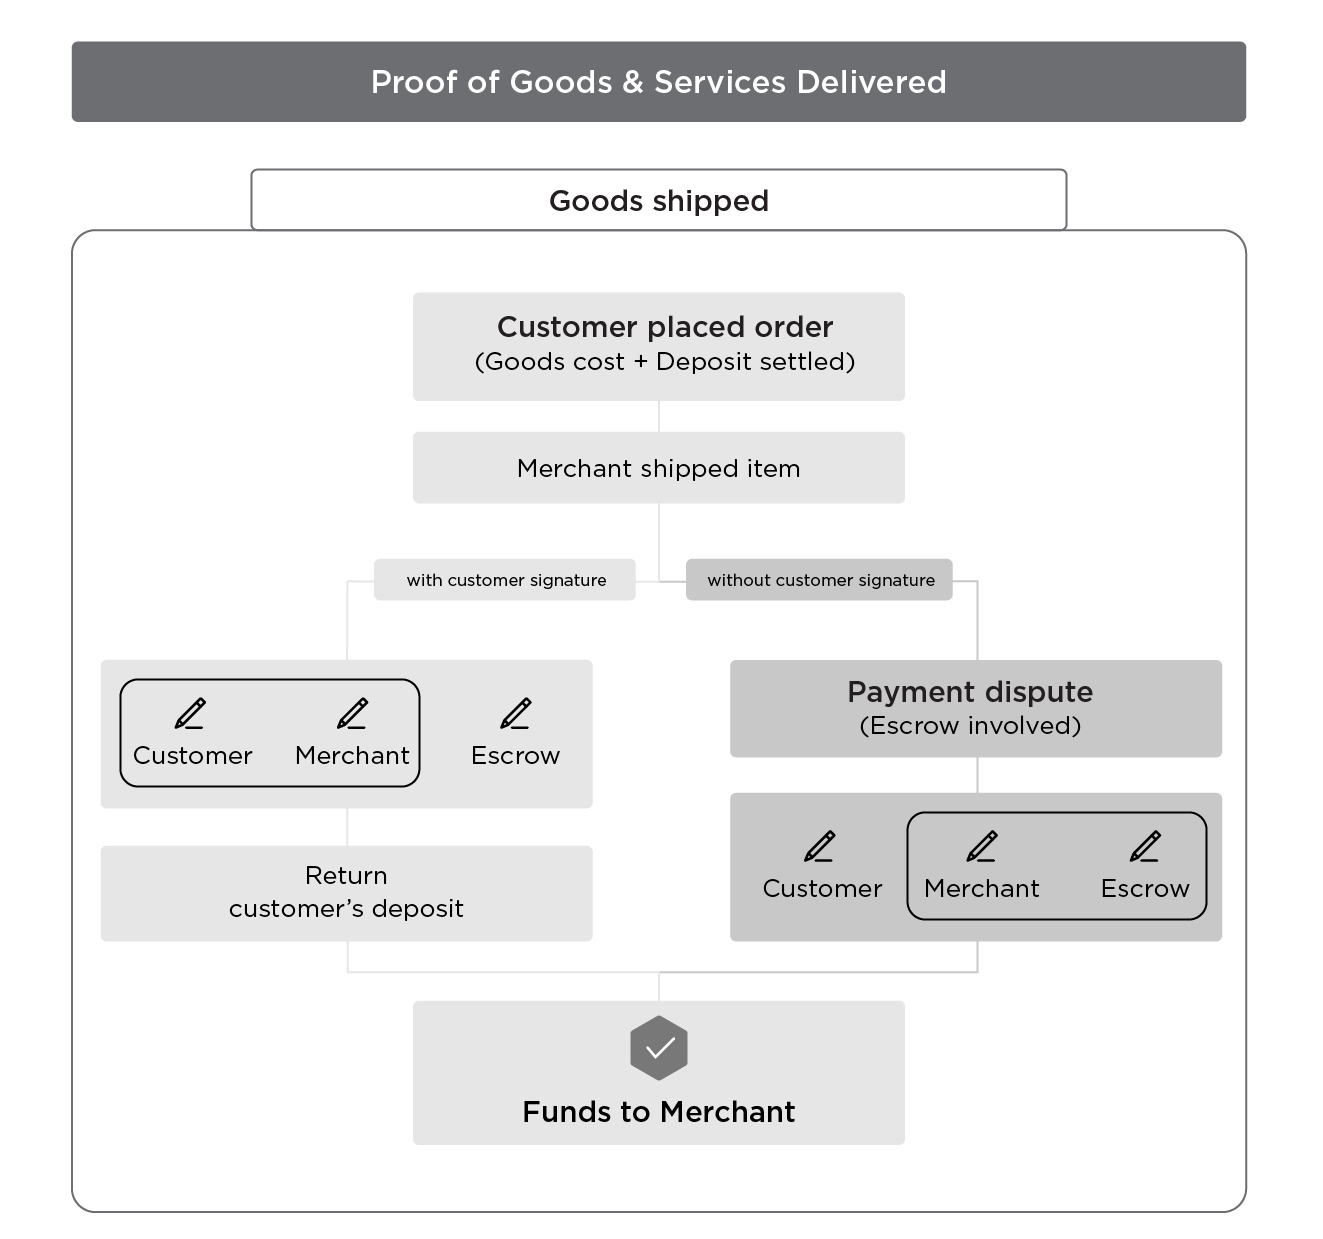 Proof of Goods & Services Delivered
Goods shipped
Customer placed order
(Goods cost + Deposit settled)
Merchant shipped item
with customer signature
without customer signature
Customer
Merchant
Escrow
Return
customer’s deposit
Payment dispute
(Escrow involved)
Customer
Merchant
Escrow
Funds to Merchant